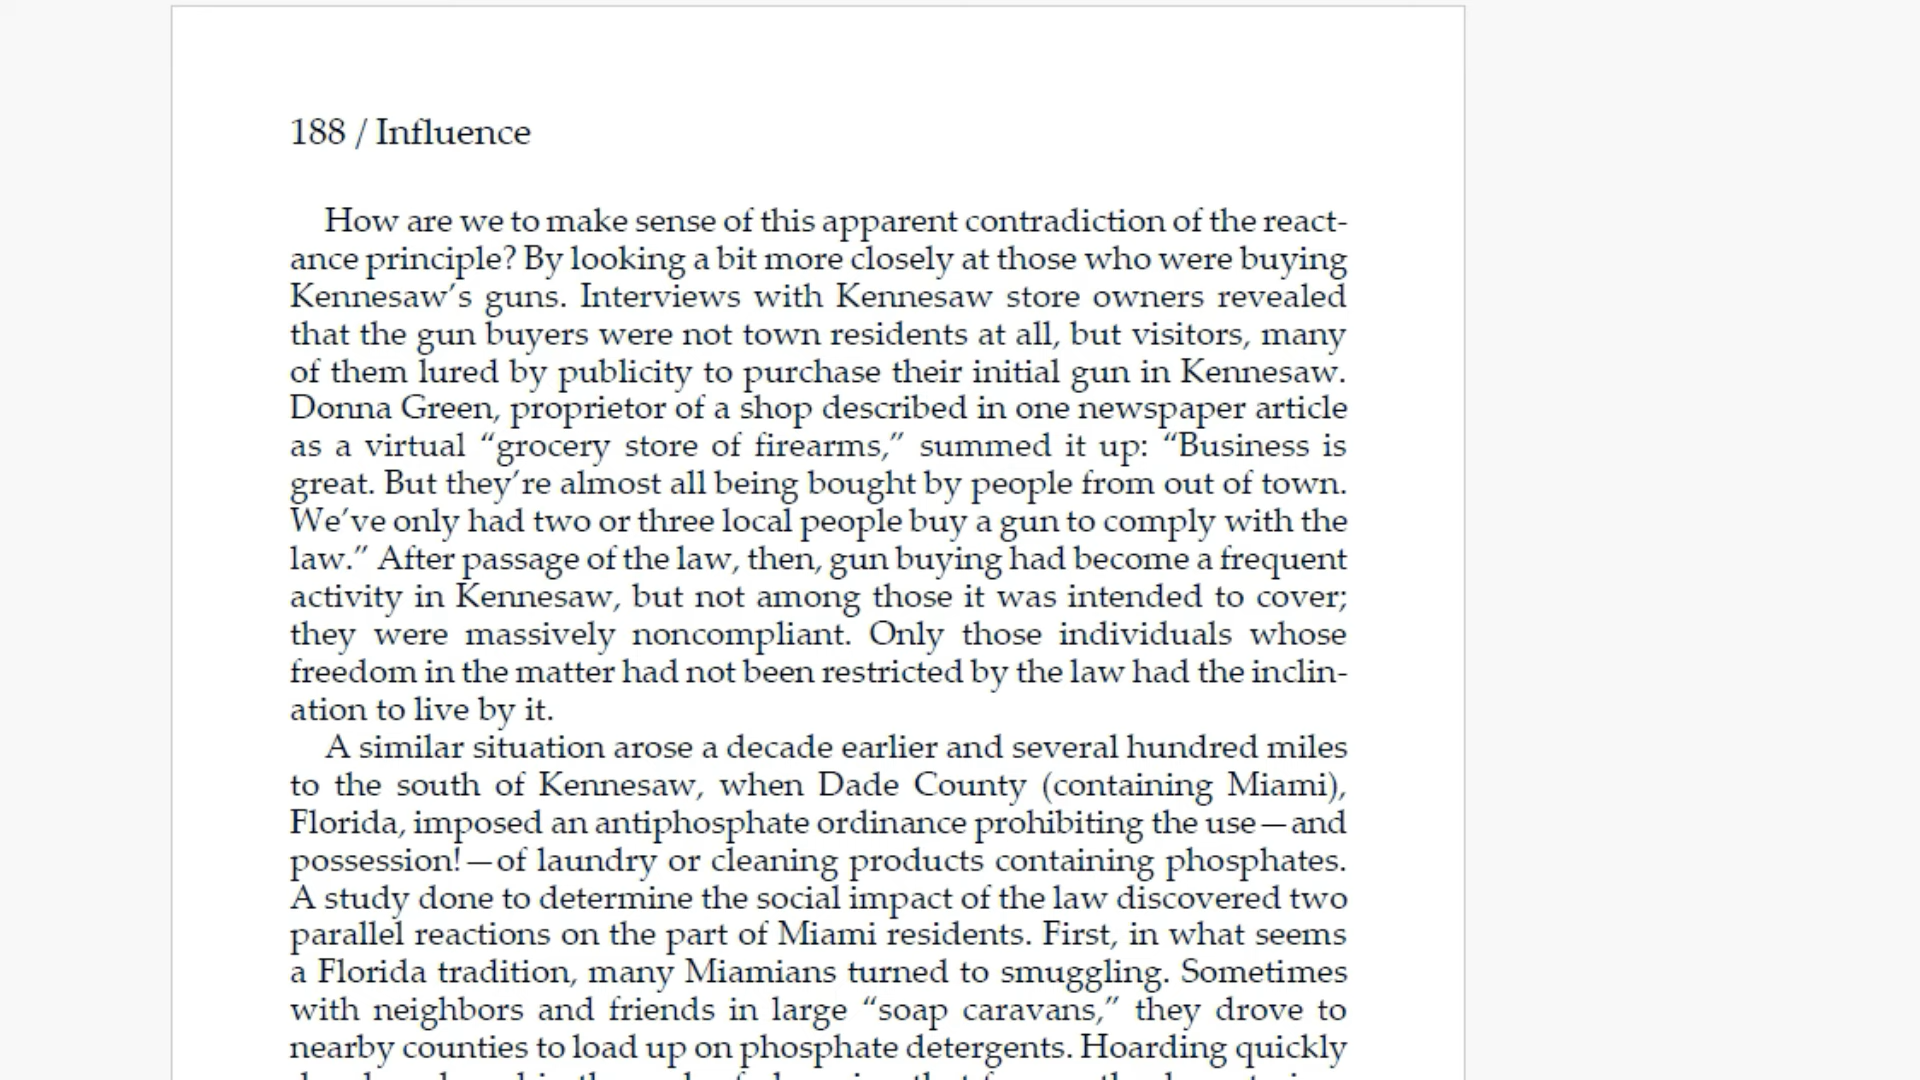 188 / Influence
How are we to make sense of this apparent contradiction of the react-
ance principle? By looking a bit more closely at those who were buying
Kennesaw’s guns. Interviews with Kennesaw store owners revealed
that the gun buyers were not town residents at all, but visitors, many
of them lured by publicity to purchase their initial gun in Kennesaw.
Donna Green, proprietor of a shop described in one newspaper article
as a virtual “grocery store of firearms,” summed it up: “Business is
great. But they’re almost all being bought by people from out of town.
We’ve only had two or three local people buy a gun to comply with the
law.” After passage of the law, then, gun buying had become a frequent
activity in Kennesaw, but not among those it was intended to cover;
they were massively noncompliant. Only those individuals whose
freedom in the matter had not been restricted by the law had the inclin-
ation to live by it.
A similar situation arose a decade earlier and several hundred miles
to the south of Kennesaw, when Dade County (containing Miami),
Florida, imposed an antiphosphate ordinance prohibiting the use—and
possession!—of laundry or cleaning products containing phosphates.
A study done to determine the social impact of the law discovered two
parallel reactions on the part of Miami residents. First, in what seems
a Florida tradition, many Miamians turned to smuggling. Sometimes
with neighbors and friends in large “soap caravans,” they drove to
nearby counties to load up on phosphate detergents. Hoarding quickly